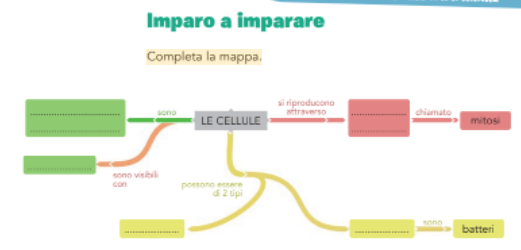 Imparo a imparare
Completa la mappa.
sono
LE CELLULE
si riproducono
attraverso
chiamato
mitosi
sono visibili
con
possono essere
di 2 tipi
sono
batteri